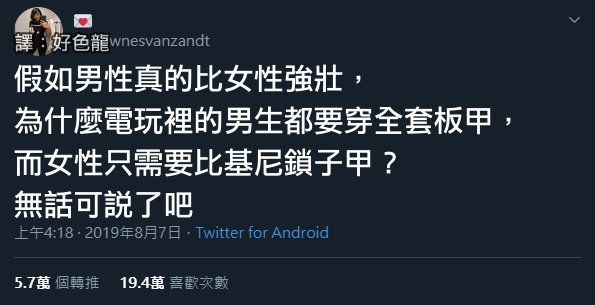 譯：好色龍
wnesvanzandt
假如男性真的比女性強壯，
為什麼電玩裡的男生都要穿全套板甲，
而女性只需要比基尼鎖子甲？
無話可説了吧
上午4:18 · 2019年8月7日 · Twitter for Android
5.7萬 個轉推 19.4萬 喜歡次數